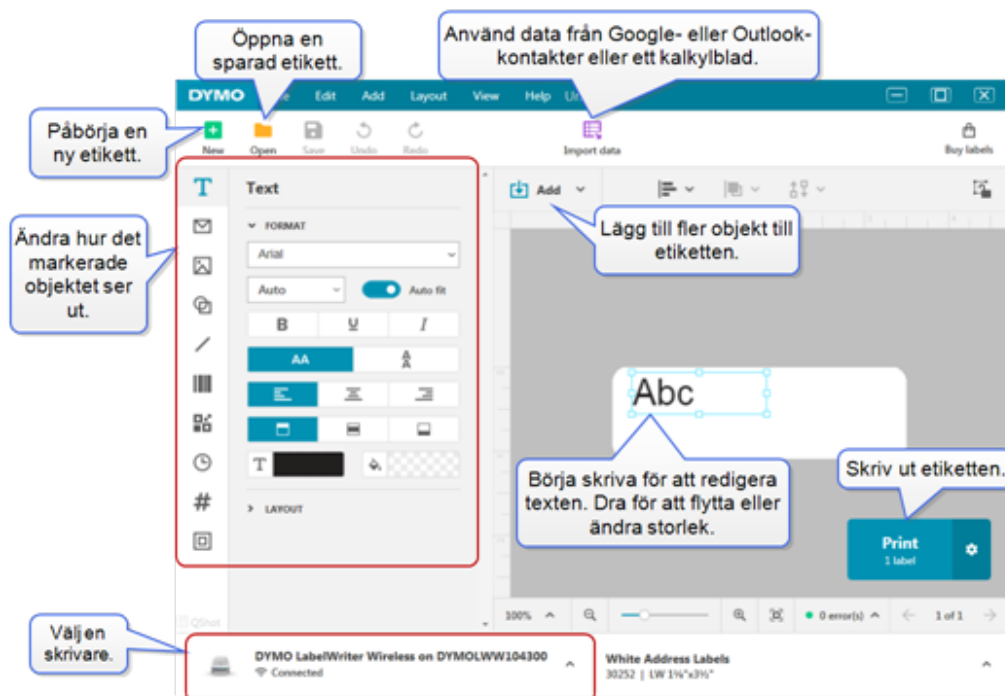 Öppna en
sparad etikett.
Använd data från Google- eller Outlook-
kontakter eller ett kalkylblad.
DYMO Edit Add Layout View Help
Påbörja en
ny etikett.
New Open Save Undo Redo Import data Buy labels
Ändra hur det
markerade
objektet ser
ut.
T Text
FORMAT
Arial
Auto Auto fit
B U I
AA A A
T
#
LAYOUT
Add
Lägg till fler objekt till
etiketten.
Abc
Börja skriva för att redigera
texten. Dra för att flytta eller
ändra storlek.
Skriv ut etiketten.
Print
1 label
QShot
100% 0 error(s) 1 of 1
Välj en
skrivare.
DYMO LabelWriter Wireless on DYMOLWW104300
Connected
White Address Labels
30252 | LW 1⅛"x3½"